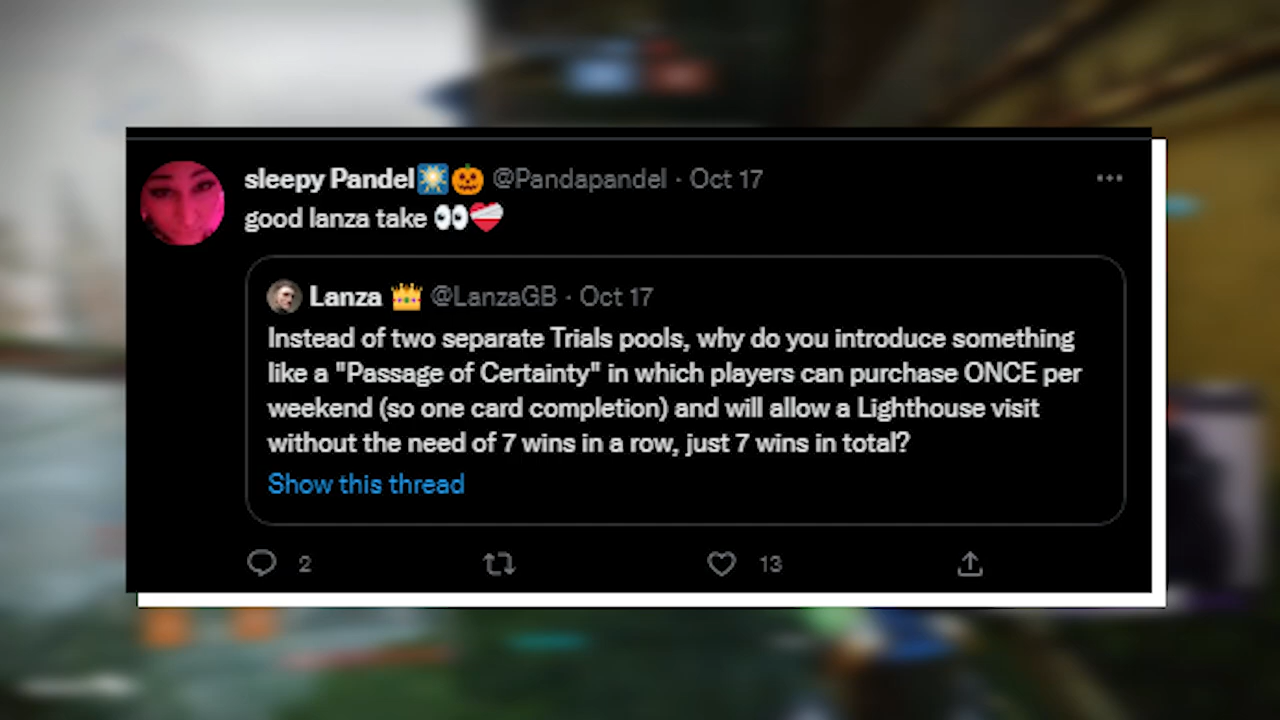 sleepy Pandel🎇🎃 @Pandapandel · Oct 17
good lanza take 👀❤️‍🩹
Lanza 👑 @LanzaGB · Oct 17
Instead of two separate Trials pools, why do you introduce something
like a "Passage of Certainty" in which players can purchase ONCE per
weekend (so one card completion) and will allow a Lighthouse visit
without the need of 7 wins in a row, just 7 wins in total?
Show this thread
2 13